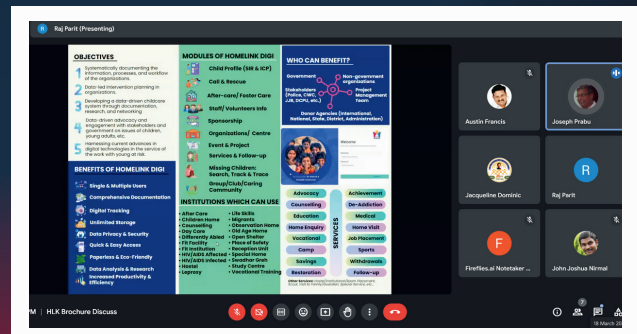 R Raj Parit (Presenting)
OBJECTIVES
1 Systematically documenting the
information, processes, and workflow
of the organizations.
2 Data-led intervention planning in
organizations.
3 Developing a data-driven childcare
system through documentation,
research, and networking.
4 Data-driven advocacy and
engagement with stakeholders and
government on issues of children,
young adults, etc.
5 Harnessing current advances in
digital technologies in the service of
the work with young at risk.
BENEFITS OF HOMELINK DIGI
Single & Multiple Users
Comprehensive Documentation
Digital Tracking
Unlimited Storage
Data Privacy & Security
Quick & Easy Access
Paperless & Eco-Friendly
Data Analysis & Research
Increased Productivity &
Efficiency
MODULES OF HOMELINK DIGI
Child Profile (SIR & ICP)
Call & Rescue
After-care/ Foster Care
Staff/ Volunteers Info
Sponsorship
Organizations/ Centre
Event & Project
Services & Follow-up
Missing Children:
Search, Track & Trace
Group/Club/Caring
Community
INSTITUTIONS WHICH CAN USE
• After Care
• Children Home
• Counselling
• Day Care
• Differently Abled
• Fit Facility
• Fit Institution
• HIV/AIDS Affected
• HIV/AIDS Infected
• Hostel
• Leprosy
• Life Skills
• Migrants
• Observation Home
• Old Age Home
• Open Shelter
• Place of Safety
• Reception Unit
• Special Home
• Swadhar Grah
• Study Centre
• Vocational Training
WHO CAN BENEFIT?
Government
Non-government
organizations
Stakeholders
(Police, CWC,
JJB, DCPU, etc.)
Project
Management
Team
Donor Agencies (International,
National, State, District, Administration)
Welcome
SERVICES
Advocacy Achievement
Counselling De-Addiction
Education Medical
Home Enquiry Home Visit
Vocational Job Placement
Camp Sports
Savings Withdrawals
Restoration Follow-up
Austin Francis
Joseph Prabu
Jacqueline Dominic
R
Raj Parit
F
Fireflies.ai Notetaker ...
John Joshua Nirmal
PM | HLK Brochure Discuss
7
18 March 20